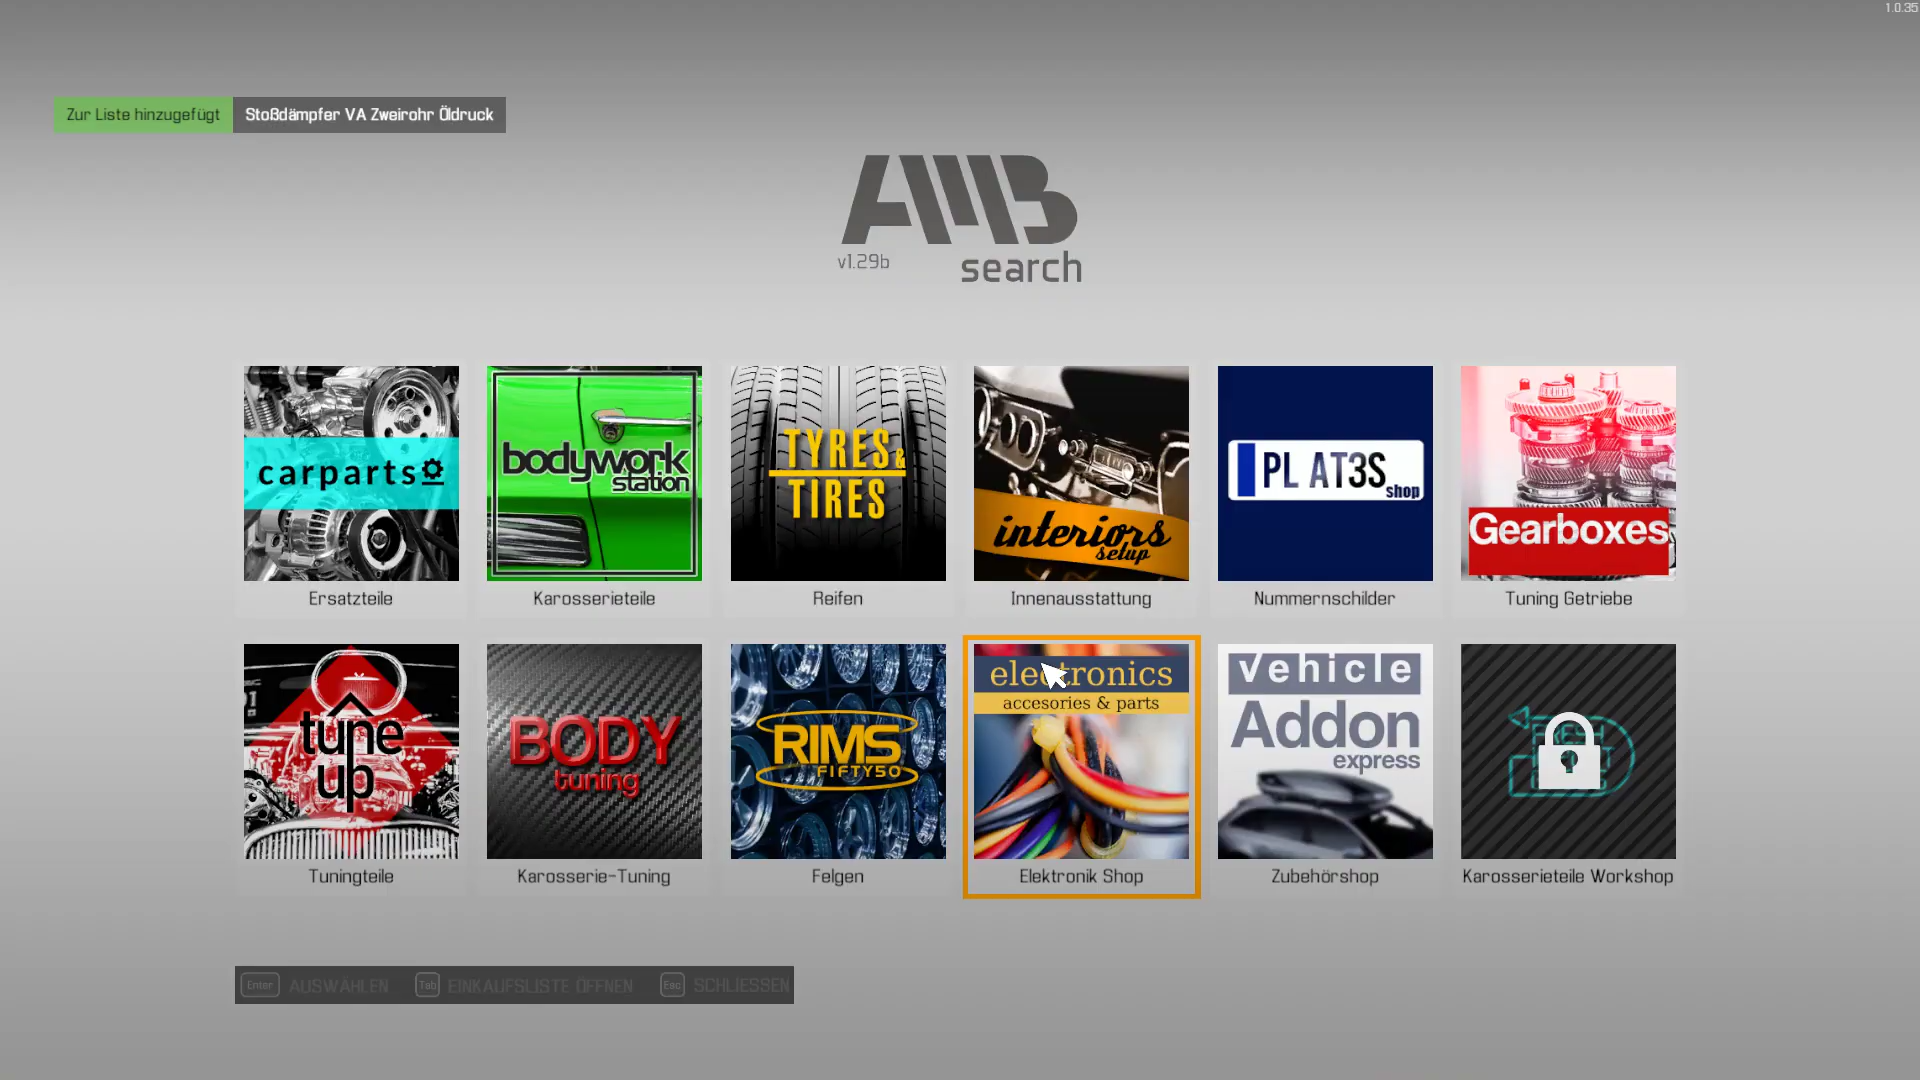 1.0.35
Zur Liste hinzugefügt Stoßdämpfer VA Zweirohr Öldruck
AMB
v1.29b search
carparts
bodywork
station
TYRES &
TIRES
interiors
setup
PL AT3S
shop
Gearboxes
Ersatzteile
Karosserieteile
Reifen
Innenausstattung
Nummernschilder
Tuning Getriebe
tune
up
BODY
tuning
RIMS
FIFTY50
electronics
accesories & parts
vehicle
Addon
express
Tuningteile
Karosserie-Tuning
Felgen
Elektronik Shop
Zubehörshop
Karosserieteile Workshop
Enter AUSWÄHLEN Tab EINKAUFSLISTE ÖFFNEN Esc SCHLIESSEN